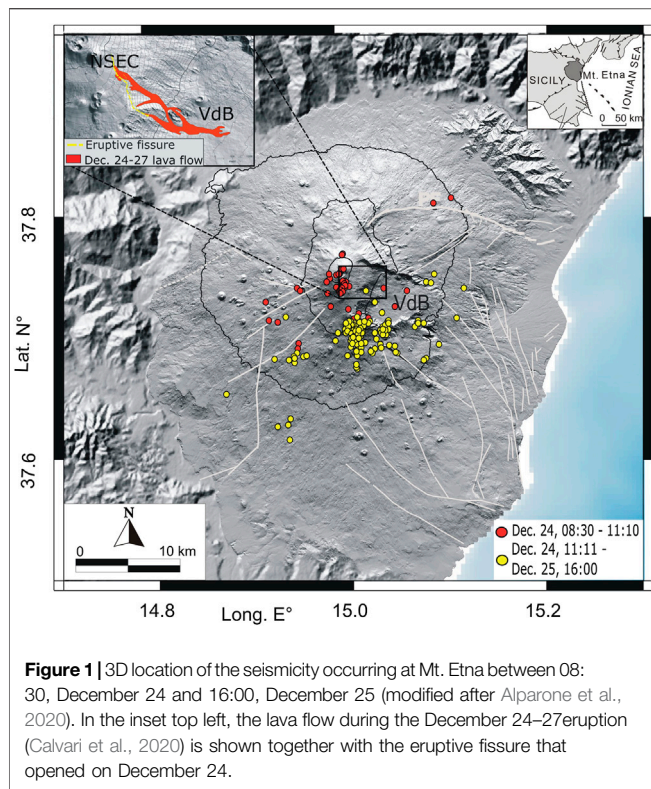 NSEC
VdB
Eruptive fissure
Dec. 24-27 lava flow
SICILY
Mt. Etna
IONIAN SEA
0 50 km
37.8
Lat. N°
VdB
37.6
N
0 10 km
Dec. 24, 08:30 - 11:10
Dec. 24, 11:11 -
Dec. 25, 16:00
14.8 15.0 15.2
Long. E°
Figure 1 | 3D location of the seismicity occurring at Mt. Etna between 08:
30, December 24 and 16:00, December 25 (modified after Alparone et al.,
2020). In the inset top left, the lava flow during the December 24–27eruption
(Calvari et al., 2020) is shown together with the eruptive fissure that
opened on December 24.